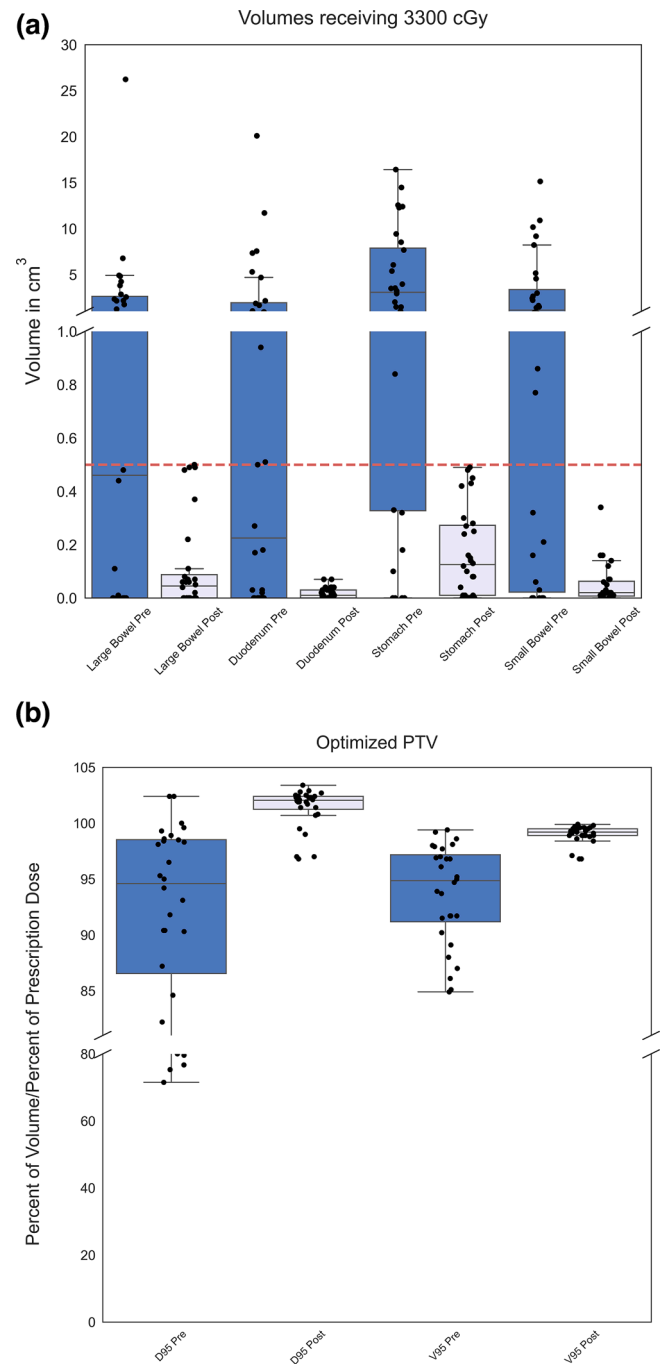 (a)
Volumes receiving 3300 cGy
30
25
20
15
10
5
1.0
0.8
0.6
0.4
0.2
0.0
Volume in cm³
Large Bowel Pre
Large Bowel Post
Duodenum Pre
Duodenum Post
Stomach Pre
Stomach Post
Small Bowel Pre
Small Bowel Post
(b)
Optimized PTV
105
100
95
90
85
80
60
40
20
0
Percent of Volume/Percent of Prescription Dose
D95 Pre
D95 Post
V95 Pre
V95 Post